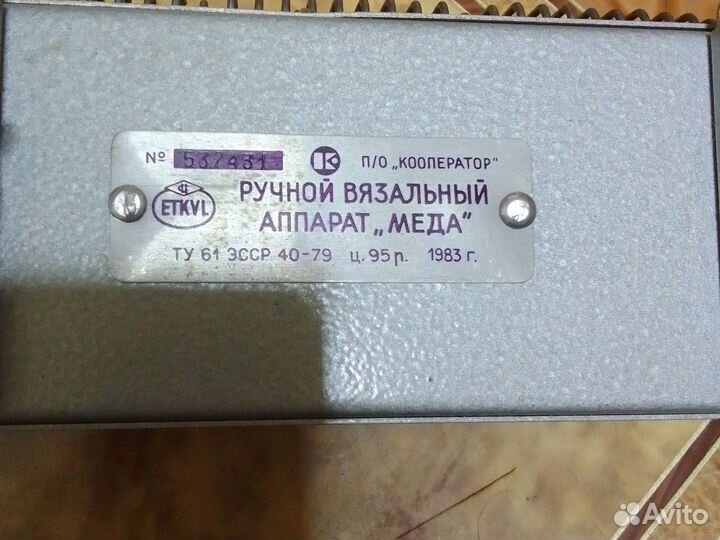 № 537431 K П/О „КООПЕРАТОР"
ETKVL
РУЧНОЙ ВЯЗАЛЬНЫЙ
АППАРАТ „МЕДА"
ТУ 61 ЭССР 40-79 ц. 95 р. 1983 г.
Avito